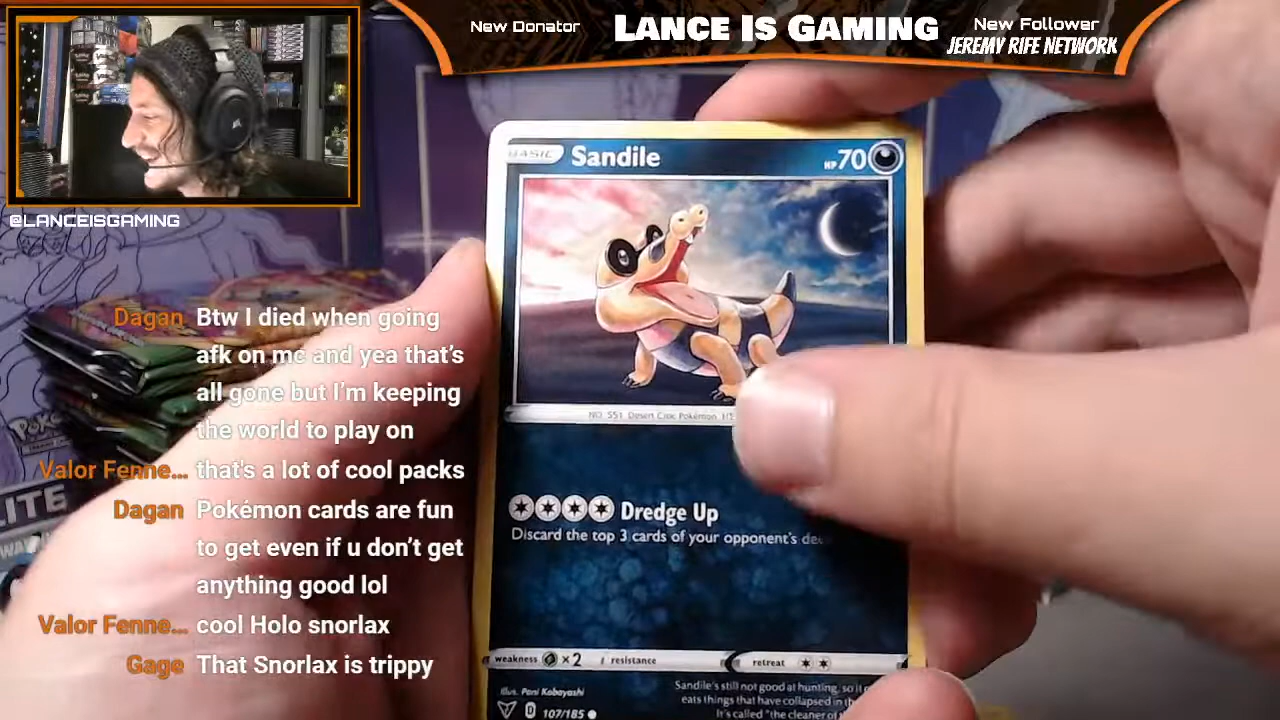 New Donator
LANCE IS GAMING
New Follower
JEREMY RIFE NETWORK
@LANCEISGAMING
Dagan Btw I died when going
afk on mc and yea that's
all gone but I'm keeping
the world to play on
Valor Fenne... that's a lot of cool packs
Dagan Pokémon cards are fun
to get even if u don't get
anything good lol
Valor Fenne... cool Holo snorlax
Gage That Snorlax is trippy
BASIC Sandile HP 70
NO. 551 Desert Croc Pokémon
Dredge Up
Discard the top 3 cards of your opponent's
weakness ×2 resistance retreat
Illus. Pani Kobayashi
107/185
Sandile's still not good at hunting, so it
eats things that have collapsed in the
It's called "the cleaner of